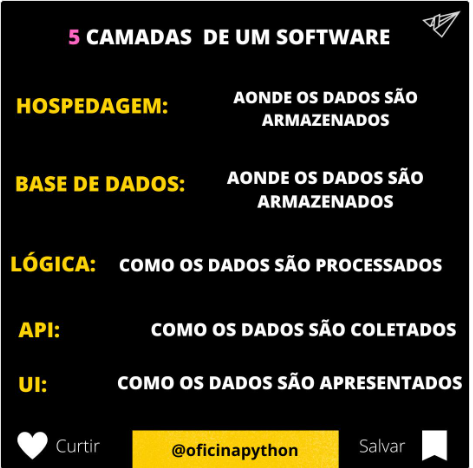 5 CAMADAS DE UM SOFTWARE
HOSPEDAGEM:
AONDE OS DADOS SÃO
ARMAZENADOS
BASE DE DADOS:
AONDE OS DADOS SÃO
ARMAZENADOS
LÓGICA:
COMO OS DADOS SÃO PROCESSADOS
API:
COMO OS DADOS SÃO COLETADOS
UI:
COMO OS DADOS SÃO APRESENTADOS
Curtir
@oficinapython
Salvar